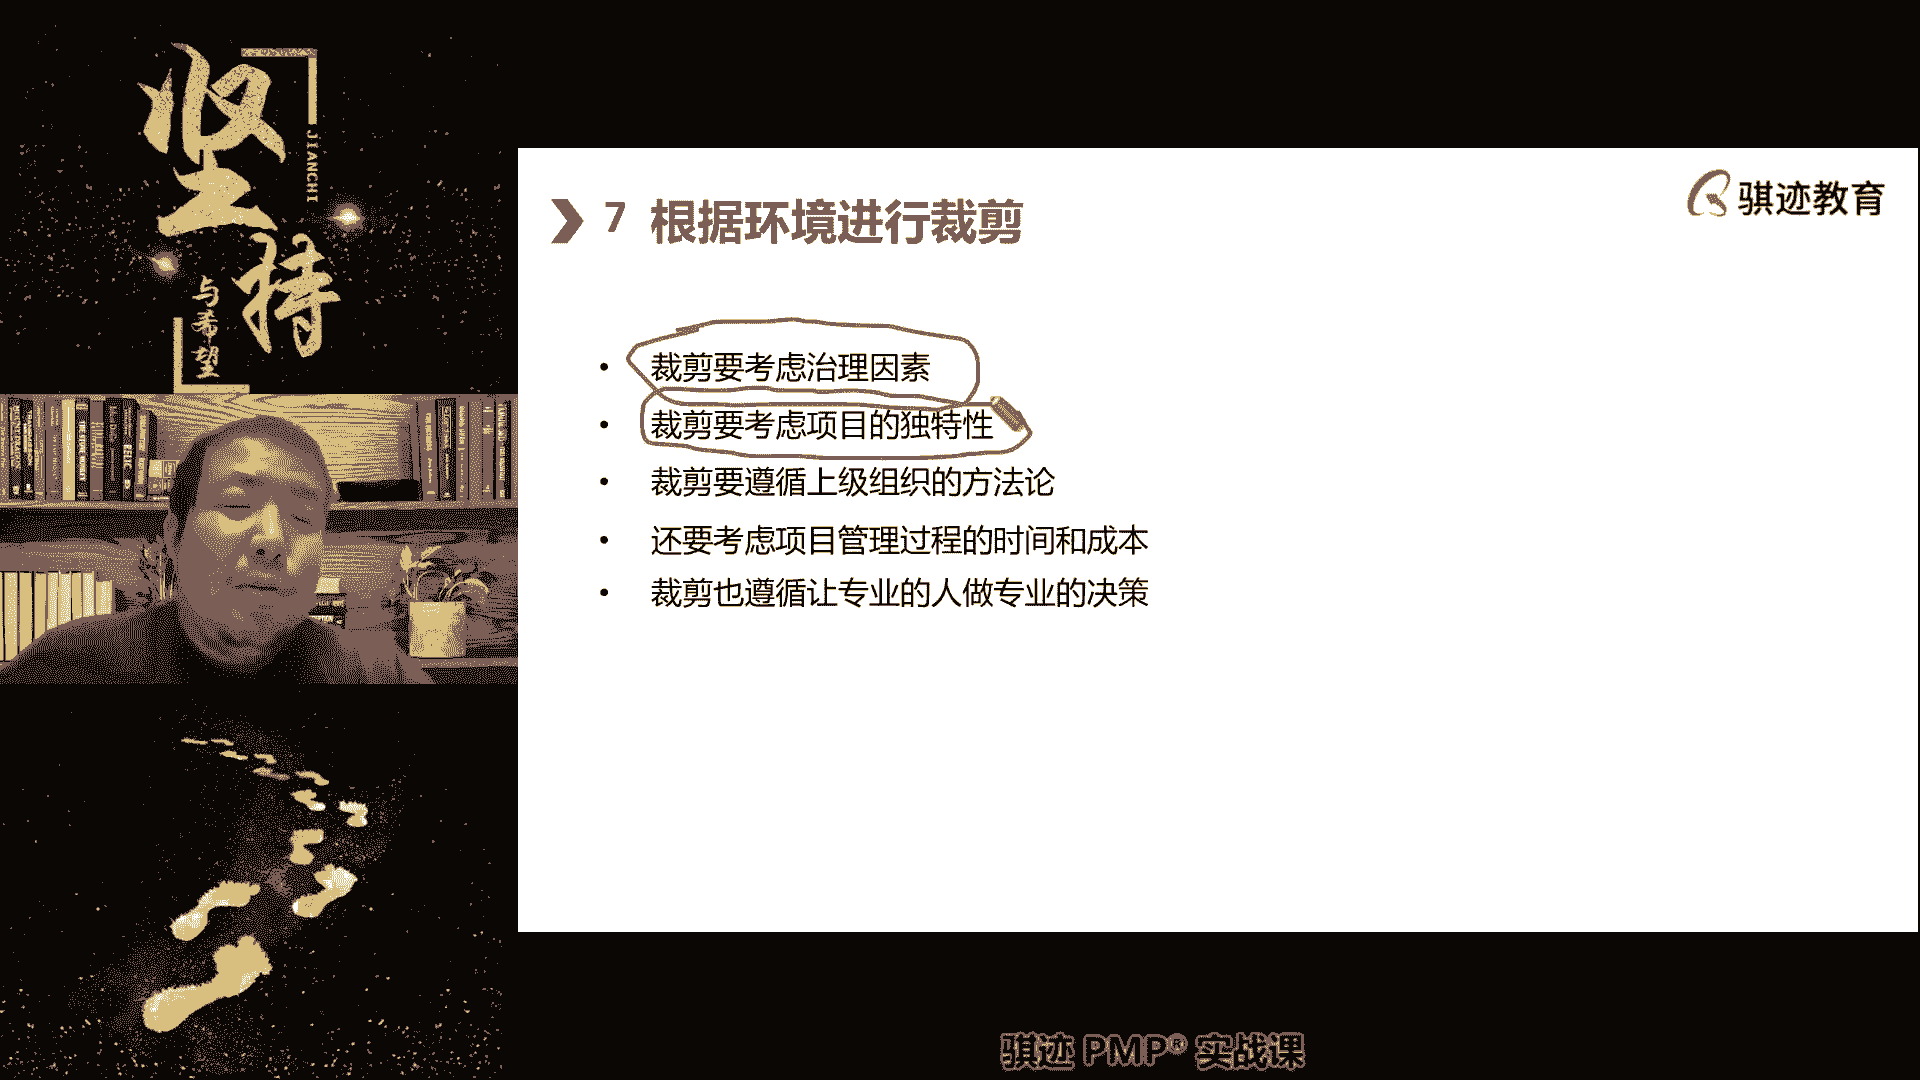 坚持
JIANCHI
与希望
骐迹教育
7 根据环境进行裁剪
• 裁剪要考虑治理因素
• 裁剪要考虑项目的独特性
• 裁剪要遵循上级组织的方法论
• 还要考虑项目管理过程的时间和成本
• 裁剪也遵循让专业的人做专业的决策
骐迹 PMP® 实战课